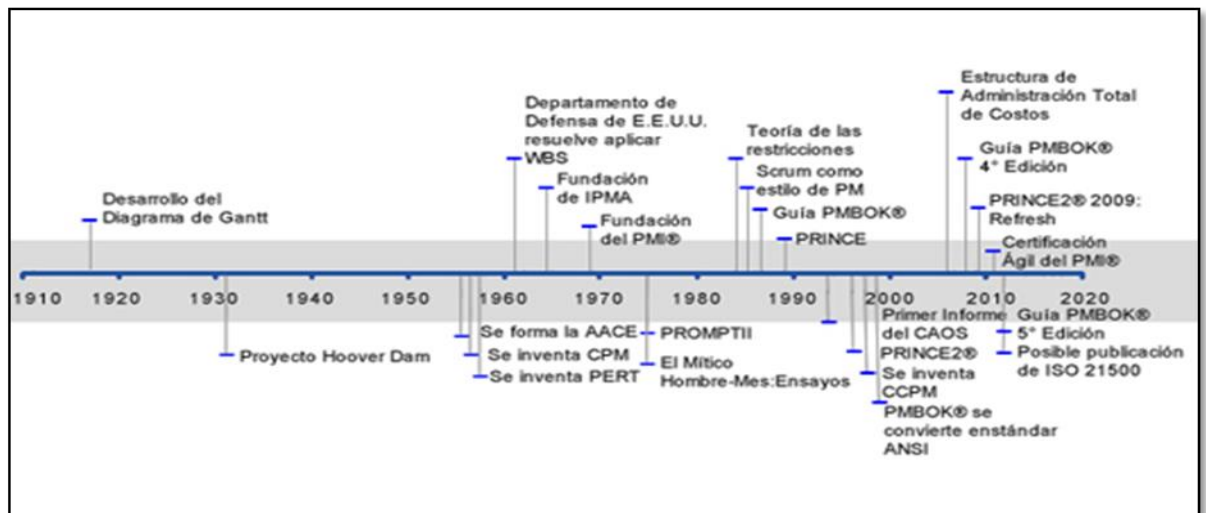 Desarrollo del
Diagrama de Gantt
Departamento de
Defensa de E.E.U.U.
resuelve aplicar
WBS
Fundación
de IPMA
Fundación
del PMI®
Teoría de las
restricciones
Scrum como
estilo de PM
Guía PMBOK®
PRINCE
Estructura de
Administración Total
de Costos
Guía PMBOK®
4° Edición
PRINCE2® 2009:
Refresh
Certificación
Ágil del PMI®
1910 1920 1930 1940 1950 1960 1970 1980 1990 2000 2010 2020
Proyecto Hoover Dam
Se forma la AACE
Se inventa CPM
Se inventa PERT
PROMPTII
El Mítico
Hombre-Mes:Ensayos
Primer Informe
del CAOS
PRINCE2®
Se inventa
CCPM
PMBOK® se
convierte enstándar
ANSI
Guía PMBOK®
5° Edición
Posible publicación
de ISO 21500